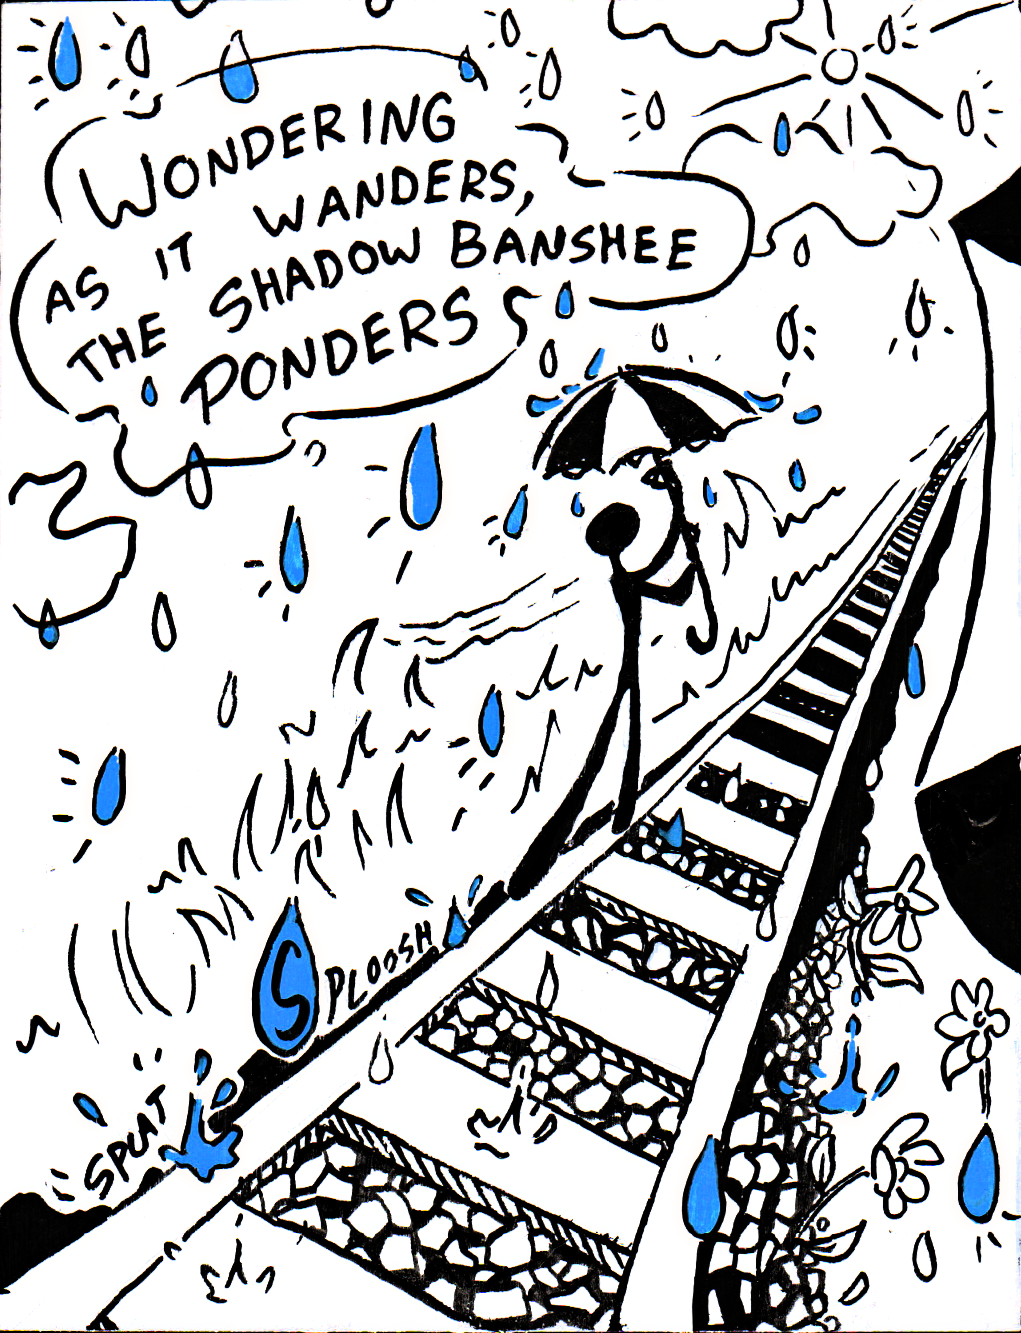 WONDERING
AS IT WANDERS,
THE SHADOW BANSHEE
PONDERS
SPLOOSH
SPLAT